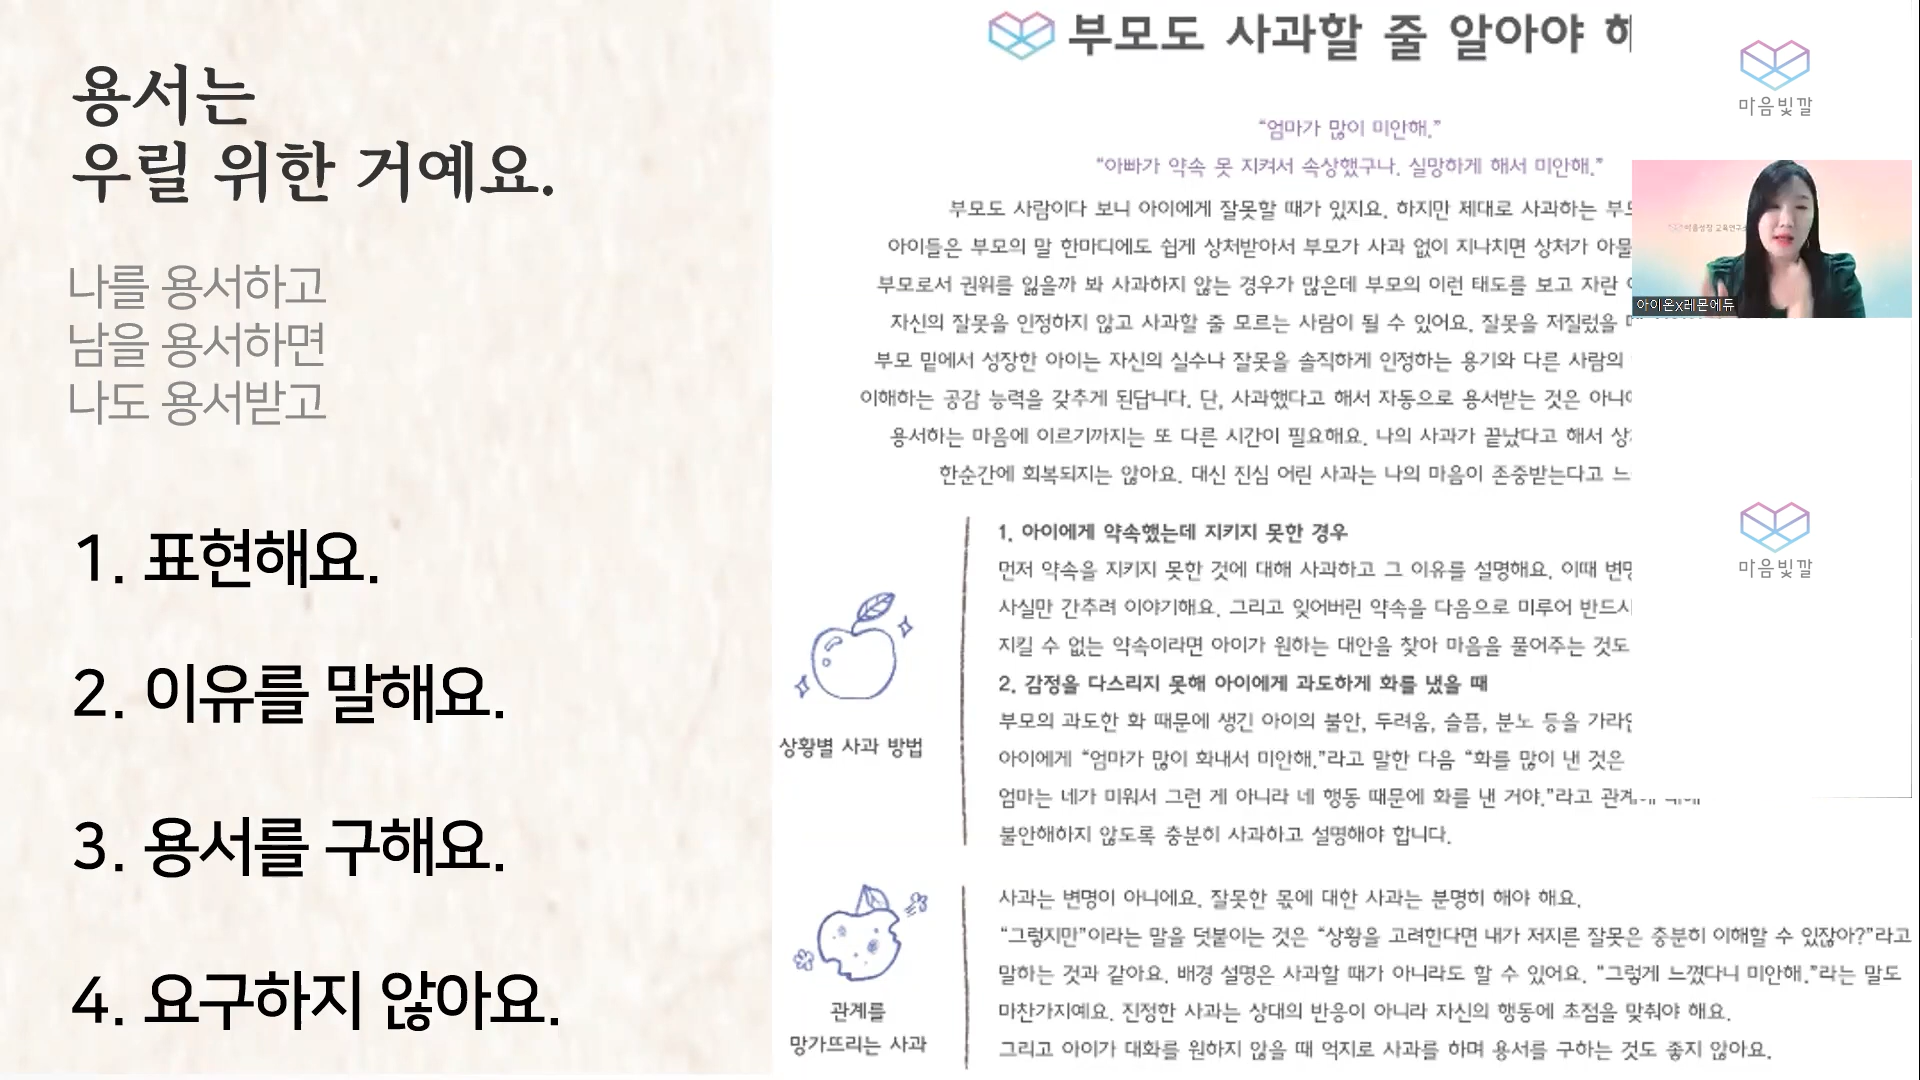 용서는
우릴 위한 거예요.
나를 용서하고
남을 용서하면
나도 용서받고
1. 표현해요.
2. 이유를 말해요.
3. 용서를 구해요.
4. 요구하지 않아요.
부모도 사과할 줄 알아야
“엄마가 많이 미안해.”
“아빠가 약속 못 지켜서 속상했구나. 실망하게 해서 미안해.”
부모도 사람이다 보니 아이에게 잘못할 때가 있지요. 하지만 제대로 사과하는
아이들은 부모의 말 한마디에도 쉽게 상처받아서 부모가 사과 없이 지나치면 상처가
부모로서 권위를 잃을까 봐 사과하지 않는 경우가 많은데 부모의 이런 태도를 보고 자란
자신의 잘못을 인정하지 않고 사과할 줄 모르는 사람이 될 수 있어요. 잘못을 저질렀을
부모 밑에서 성장한 아이는 자신의 실수나 잘못을 솔직하게 인정하는 용기와 다른 사람의
이해하는 공감 능력을 갖추게 된답니다. 단, 사과했다고 해서 자동으로 용서받는 것은
용서하는 마음에 이르기까지는 또 다른 시간이 필요해요. 나의 사과가 끝났다고 해서
한순간에 회복되지는 않아요. 대신 진심 어린 사과는 나의 마음이 존중받는다고
상황별 사과 방법
1. 아이에게 약속했는데 지키지 못한 경우
먼저 약속을 지키지 못한 것에 대해 사과하고 그 이유를 설명해요. 이때
사실만 간추려 이야기해요. 그리고 잊어버린 약속을 다음으로 미루어
지킬 수 없는 약속이라면 아이가 원하는 대안을 찾아 마음을 풀어주는 것도
2. 감정을 다스리지 못해 아이에게 과도하게 화를 냈을 때
부모의 과도한 화 때문에 생긴 아이의 불안, 두려움, 슬픔, 분노 등을
아이에게 “엄마가 많이 화내서 미안해.”라고 말한 다음 “화를 많이 낸 것은
엄마는 네가 미워서 그런 게 아니라 네 행동 때문에 화를 낸 거야.”라고
불안해하지 않도록 충분히 사과하고 설명해야 합니다.
관계를
망가뜨리는 사과
사과는 변명이 아니에요. 잘못한 몫에 대한 사과는 분명히 해야 해요.
“그렇지만”이라는 말을 덧붙이는 것은 “상황을 고려한다면 내가 저지른 잘못은 충분히 이해할 수 있잖아?”라고
말하는 것과 같아요. 배경 설명은 사과할 때가 아니라도 할 수 있어요. “그렇게 느꼈다니 미안해.”라는 말도
마찬가지예요. 진정한 사과는 상대의 반응이 아니라 자신의 행동에 초점을 맞춰야 해요.
그리고 아이가 대화를 원하지 않을 때 억지로 사과를 하며 용서를 구하는 것도 좋지 않아요.
마음빛깔
아이온x레몬에듀
마음빛깔